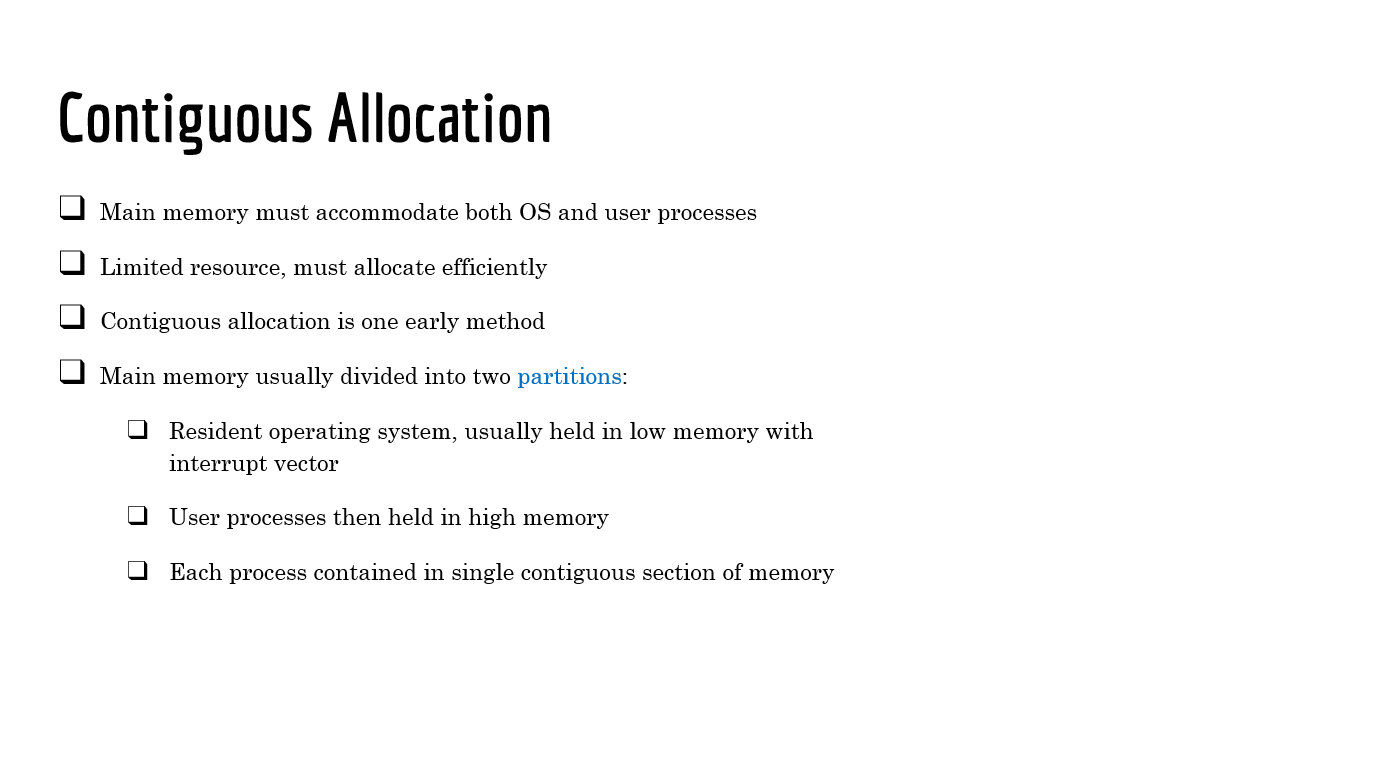 Contiguous Allocation
Main memory must accommodate both OS and user processes
Limited resource, must allocate efficiently
Contiguous allocation is one early method
Main memory usually divided into two partitions:
Resident operating system, usually held in low memory with
interrupt vector
User processes then held in high memory
Each process contained in single contiguous section of memory